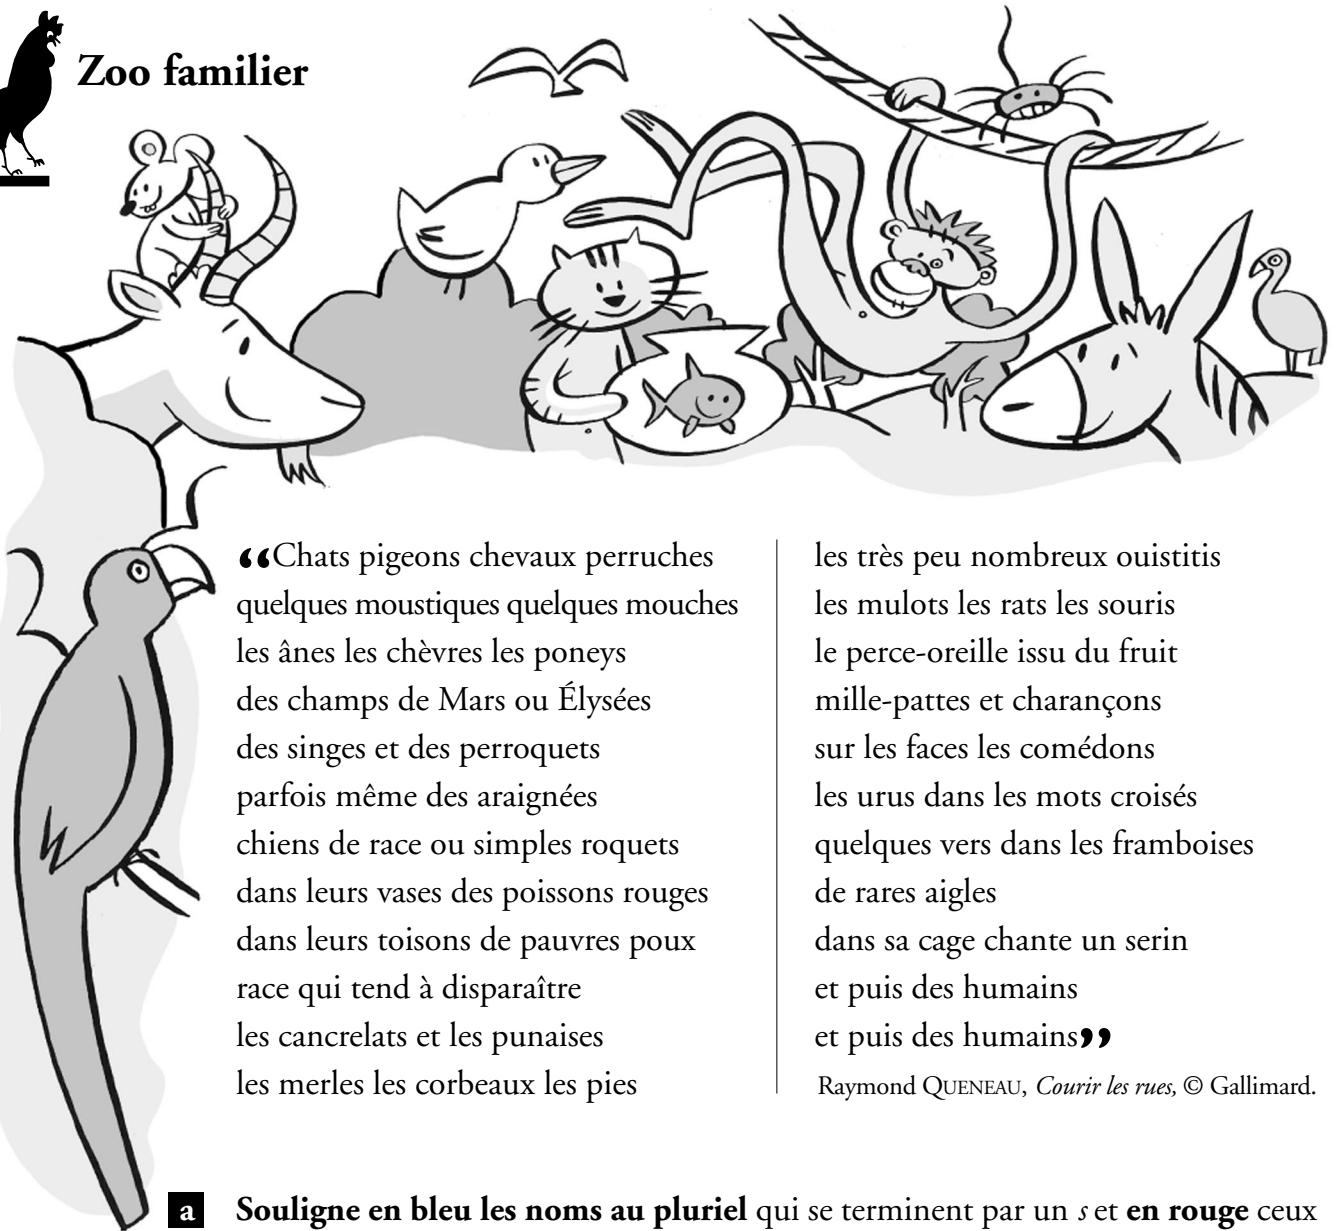 Zoo familier
“Chats pigeons chevaux perruches
quelques moustiques quelques mouches
les ânes les chèvres les poneys
des champs de Mars ou Élysées
des singes et des perroquets
parfois même des araignées
chiens de race ou simples roquets
dans leurs vases des poissons rouges
dans leurs toisons de pauvres poux
race qui tend à disparaître
les cancrelats et les punaises
les merles les corbeaux les pies
les très peu nombreux ouistitis
les mulots les rats les souris
le perce-oreille issu du fruit
mille-pattes et charançons
sur les faces les comédons
les urus dans les mots croisés
quelques vers dans les framboises
de rares aigles
dans sa cage chante un serin
et puis des humains
et puis des humains”
Raymond QUENEAU, Courir les rues, © Gallimard.
a Souligne en bleu les noms au pluriel qui se terminent par un s et en rouge ceux